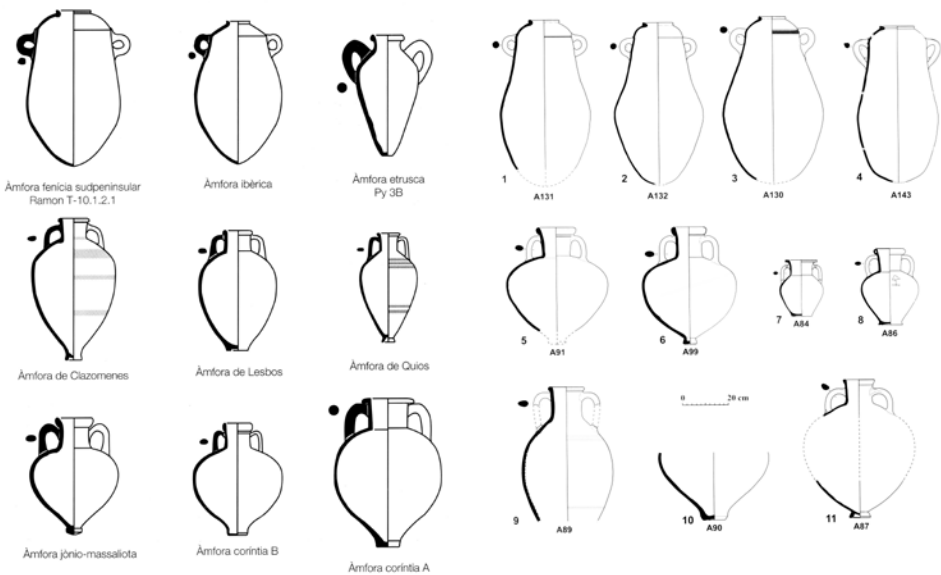 Àmfora fenícia sudpeninsular
Ramon T-10.1.2.1
Àmfora ibèrica
Àmfora etrusca
Py 3B
Àmfora de Clazomenes
Àmfora de Lesbos
Àmfora de Quios
Àmfora jònio-massaliota
Àmfora coríntia B
Àmfora coríntia A
1
A131
2
A132
3
A130
4
A143
5
A91
6
A99
7
A84
8
A86
9
A89
0 20 cm
10
A90
11
A87